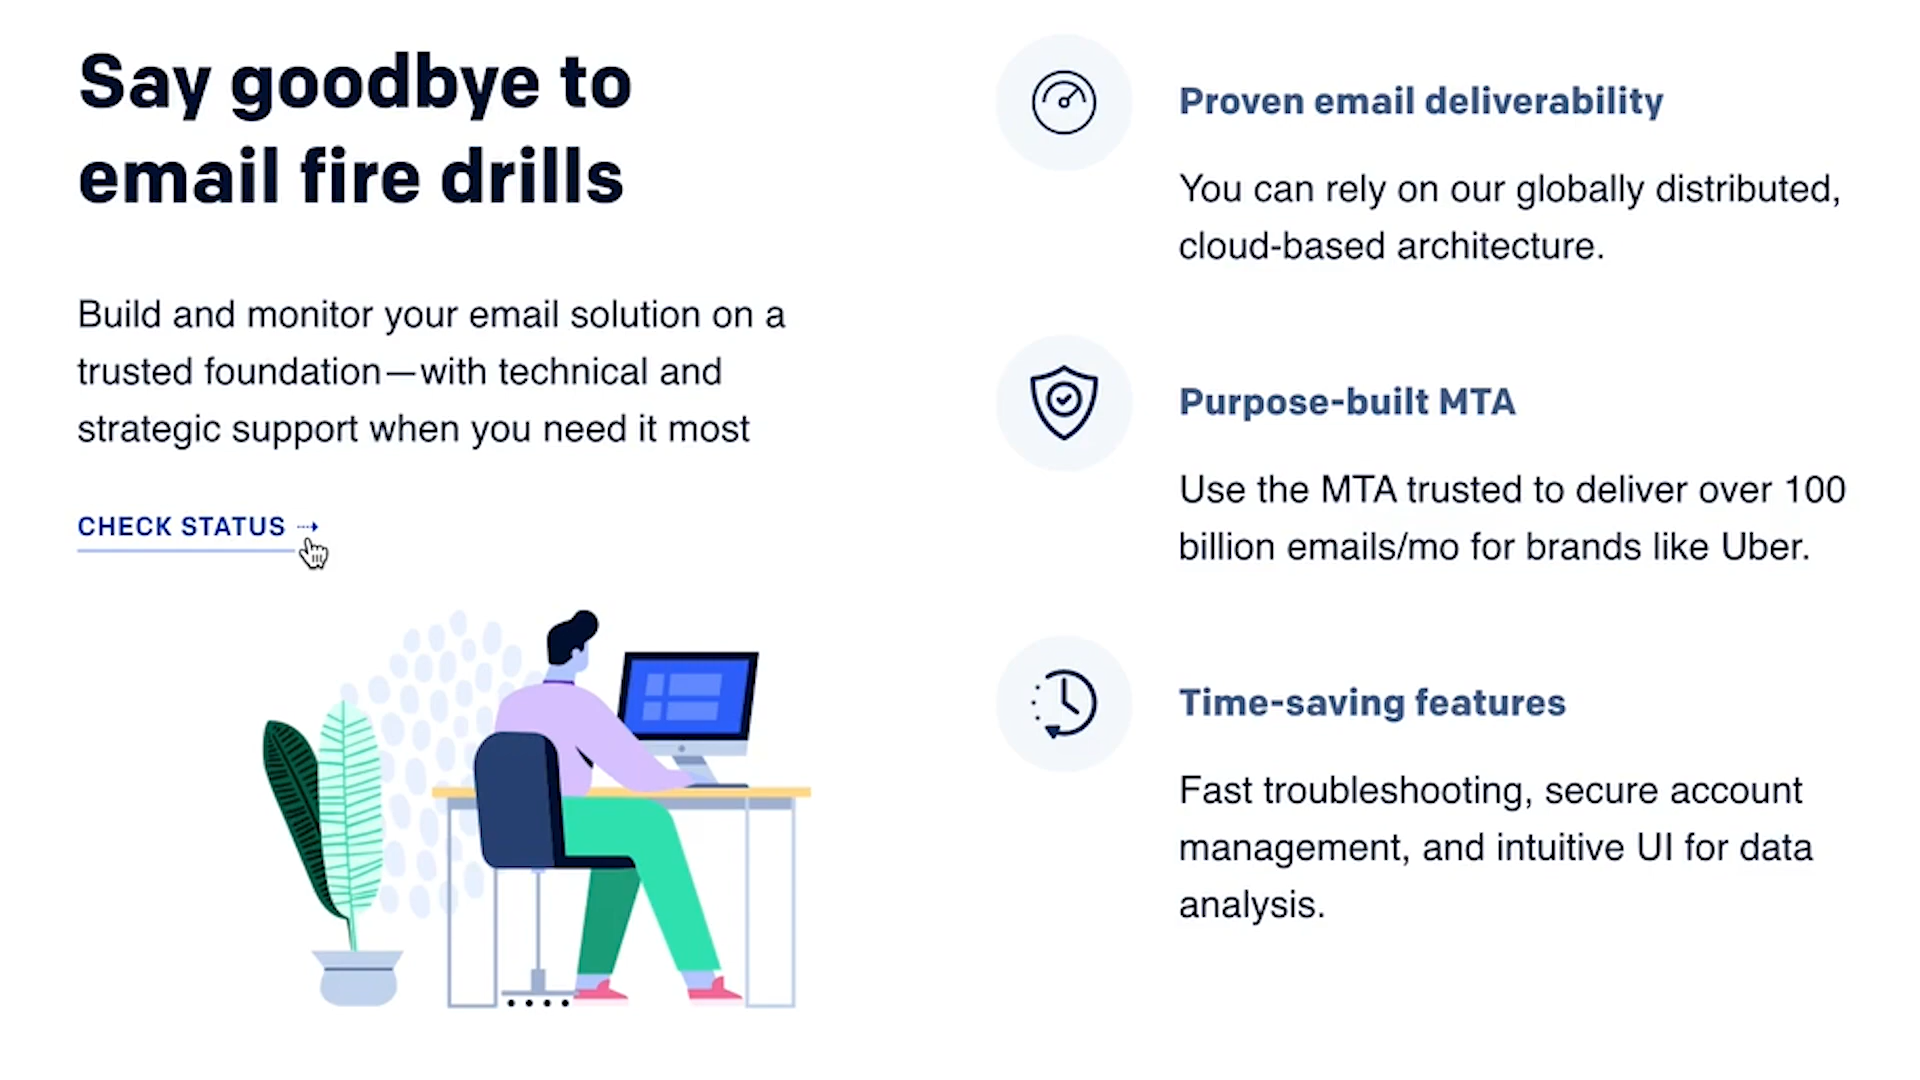 Say goodbye to
email fire drills
Build and monitor your email solution on a
trusted foundation—with technical and
strategic support when you need it most
CHECK STATUS
Proven email deliverability
You can rely on our globally distributed,
cloud-based architecture.
Purpose-built MTA
Use the MTA trusted to deliver over 100
billion emails/mo for brands like Uber.
Time-saving features
Fast troubleshooting, secure account
management, and intuitive UI for data
analysis.